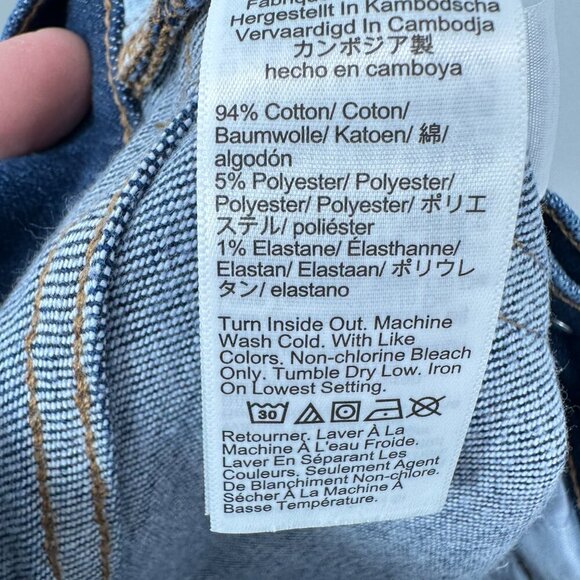 Hergestellt In Kambodscha
Vervaardigd In Cambodja
カンボジア製
hecho en camboya
94% Cotton/ Coton/
Baumwolle/ Katoen/ 綿/
algodón
5% Polyester/ Polyester/
Polyester/ Polyester/ ポリエ
ステル/ poliéster
1% Elastane/ Élasthanne/
Elastan/ Elastaan/ ポリウレ
タン/ elastano
Turn Inside Out. Machine
Wash Cold. With Like
Colors. Non-chlorine Bleach
Only. Tumble Dry Low. Iron
On Lowest Setting.
30
Retourner. Laver À La
Machine À L'eau Froide.
Laver En Séparant Les
Couleurs. Seulement Agent
De Blanchiment Non-chlore.
Sécher À La Machine À
Basse Température.